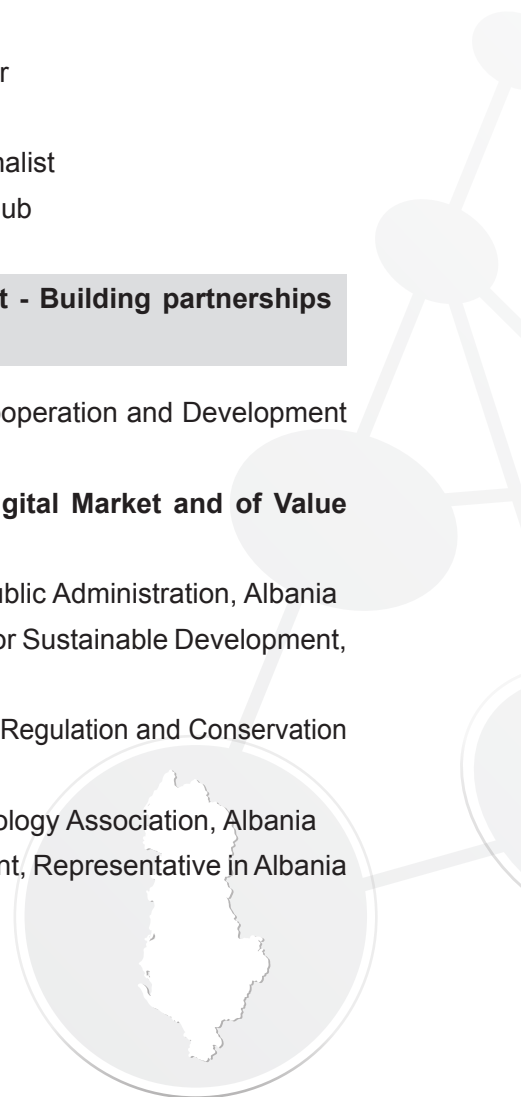 r
nalist
ub
t - Building partnerships
operation and Development
gital Market and of Value
ublic Administration, Albania
or Sustainable Development,
Regulation and Conservation
ology Association, Albania
nt, Representative in Albania